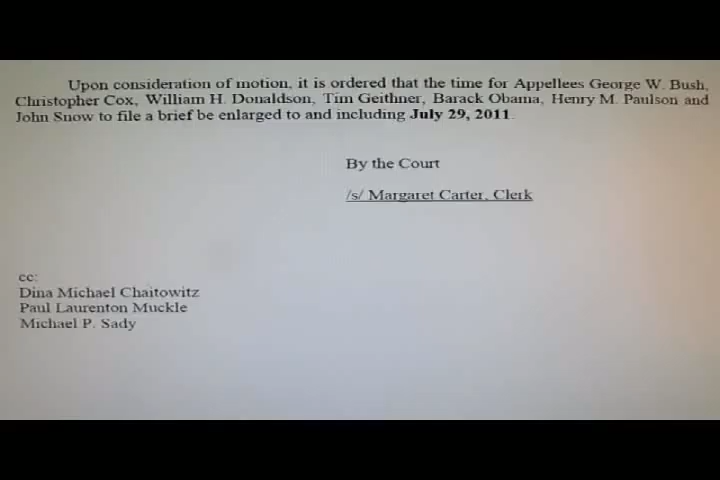 Upon consideration of motion, it is ordered that the time for Appellees George W. Bush,
Christopher Cox, William H. Donaldson, Tim Geithner, Barack Obama, Henry M. Paulson and
John Snow to file a brief be enlarged to and including July 29, 2011.
By the Court
/s/ Margaret Carter, Clerk
cc:
Dina Michael Chaitowitz
Paul Laurenton Muckle
Michael P. Sady